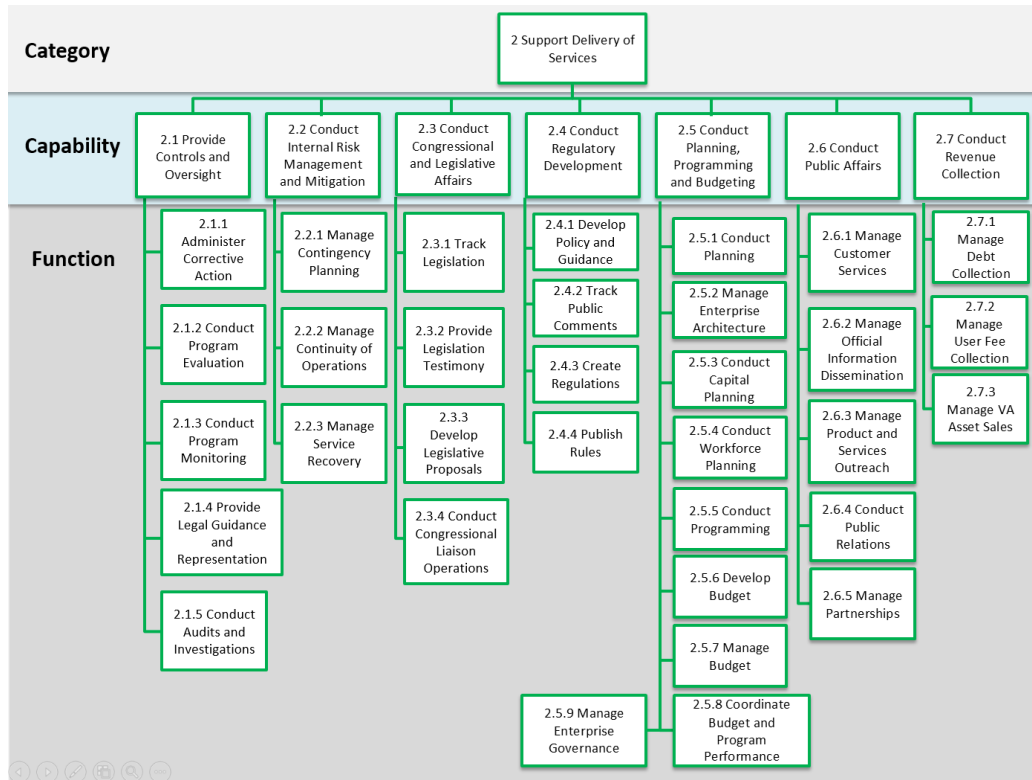 Category
2 Support Delivery of
Services
Capability
2.1 Provide
Controls and
Oversight
2.2 Conduct
Internal Risk
Management
and Mitigation
2.3 Conduct
Congressional
and Legislative
Affairs
2.4 Conduct
Regulatory
Development
2.5 Conduct
Planning,
Programming
and Budgeting
2.6 Conduct
Public Affairs
2.7 Conduct
Revenue
Collection
Function
2.1.1
Administer
Corrective
Action
2.1.2 Conduct
Program
Evaluation
2.1.3 Conduct
Program
Monitoring
2.1.4 Provide
Legal Guidance
and
Representation
2.1.5 Conduct
Audits and
Investigations
2.2.1 Manage
Contingency
Planning
2.2.2 Manage
Continuity of
Operations
2.2.3 Manage
Service
Recovery
2.3.1 Track
Legislation
2.3.2 Provide
Legislation
Testimony
2.3.3
Develop
Legislative
Proposals
2.3.4 Conduct
Congressional
Liaison
Operations
2.4.1 Develop
Policy and
Guidance
2.4.2 Track
Public
Comments
2.4.3 Create
Regulations
2.4.4 Publish
Rules
2.5.1 Conduct
Planning
2.5.2 Manage
Enterprise
Architecture
2.5.3 Conduct
Capital
Planning
2.5.4 Conduct
Workforce
Planning
2.5.5 Conduct
Programming
2.5.6 Develop
Budget
2.5.7 Manage
Budget
2.5.8 Coordinate
Budget and
Program
Performance
2.5.9 Manage
Enterprise
Governance
2.6.1 Manage
Customer
Services
2.6.2 Manage
Official
Information
Dissemination
2.6.3 Manage
Product and
Services
Outreach
2.6.4 Conduct
Public
Relations
2.6.5 Manage
Partnerships
2.7.1
Manage
Debt
Collection
2.7.2
Manage
User Fee
Collection
2.7.3
Manage VA
Asset Sales